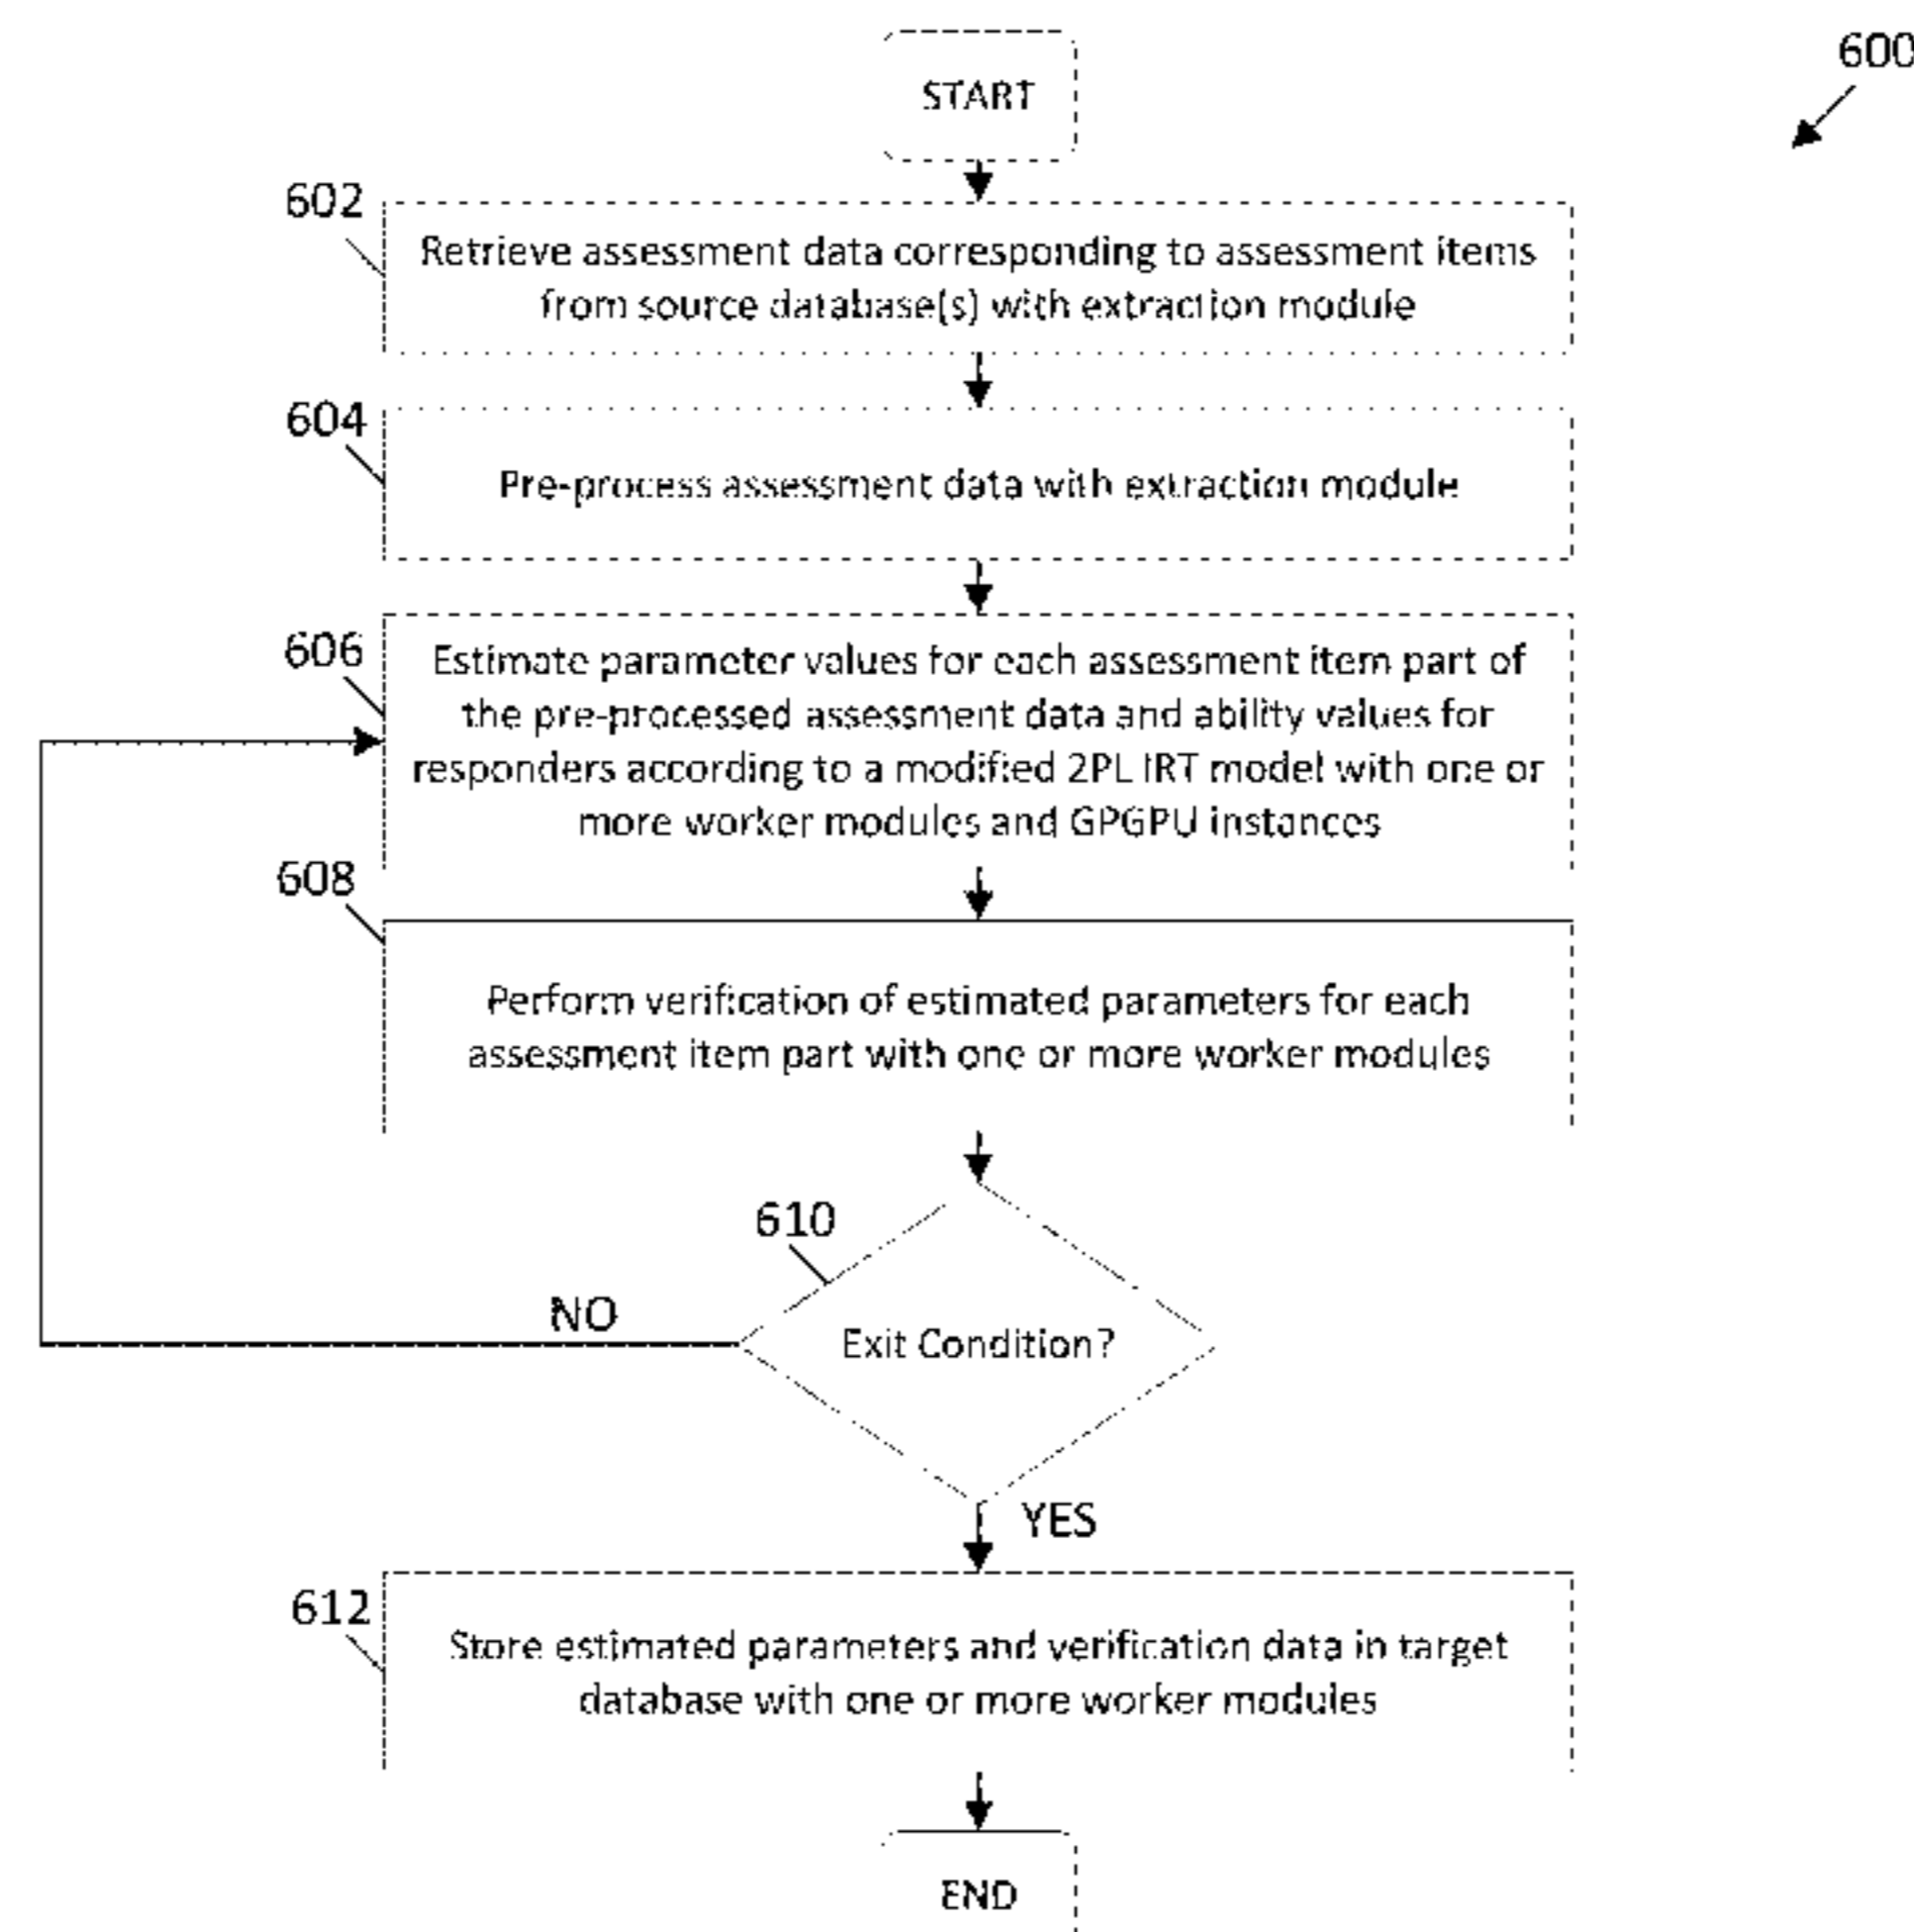 600
START
602
Retrieve assessment data corresponding to assessment items
from source database(s) with extraction module
604
Pre-process assessment data with extraction module
606
Estimate parameter values for each assessment item part of
the pre-processed assessment data and ability values for
responders according to a modified 2PL IRT model with one or
more worker modules and GPGPU instances
608
Perform verification of estimated parameters for each
assessment item part with one or more worker modules
610
Exit Condition?
NO
YES
612
Store estimated parameters and verification data in target
database with one or more worker modules
END